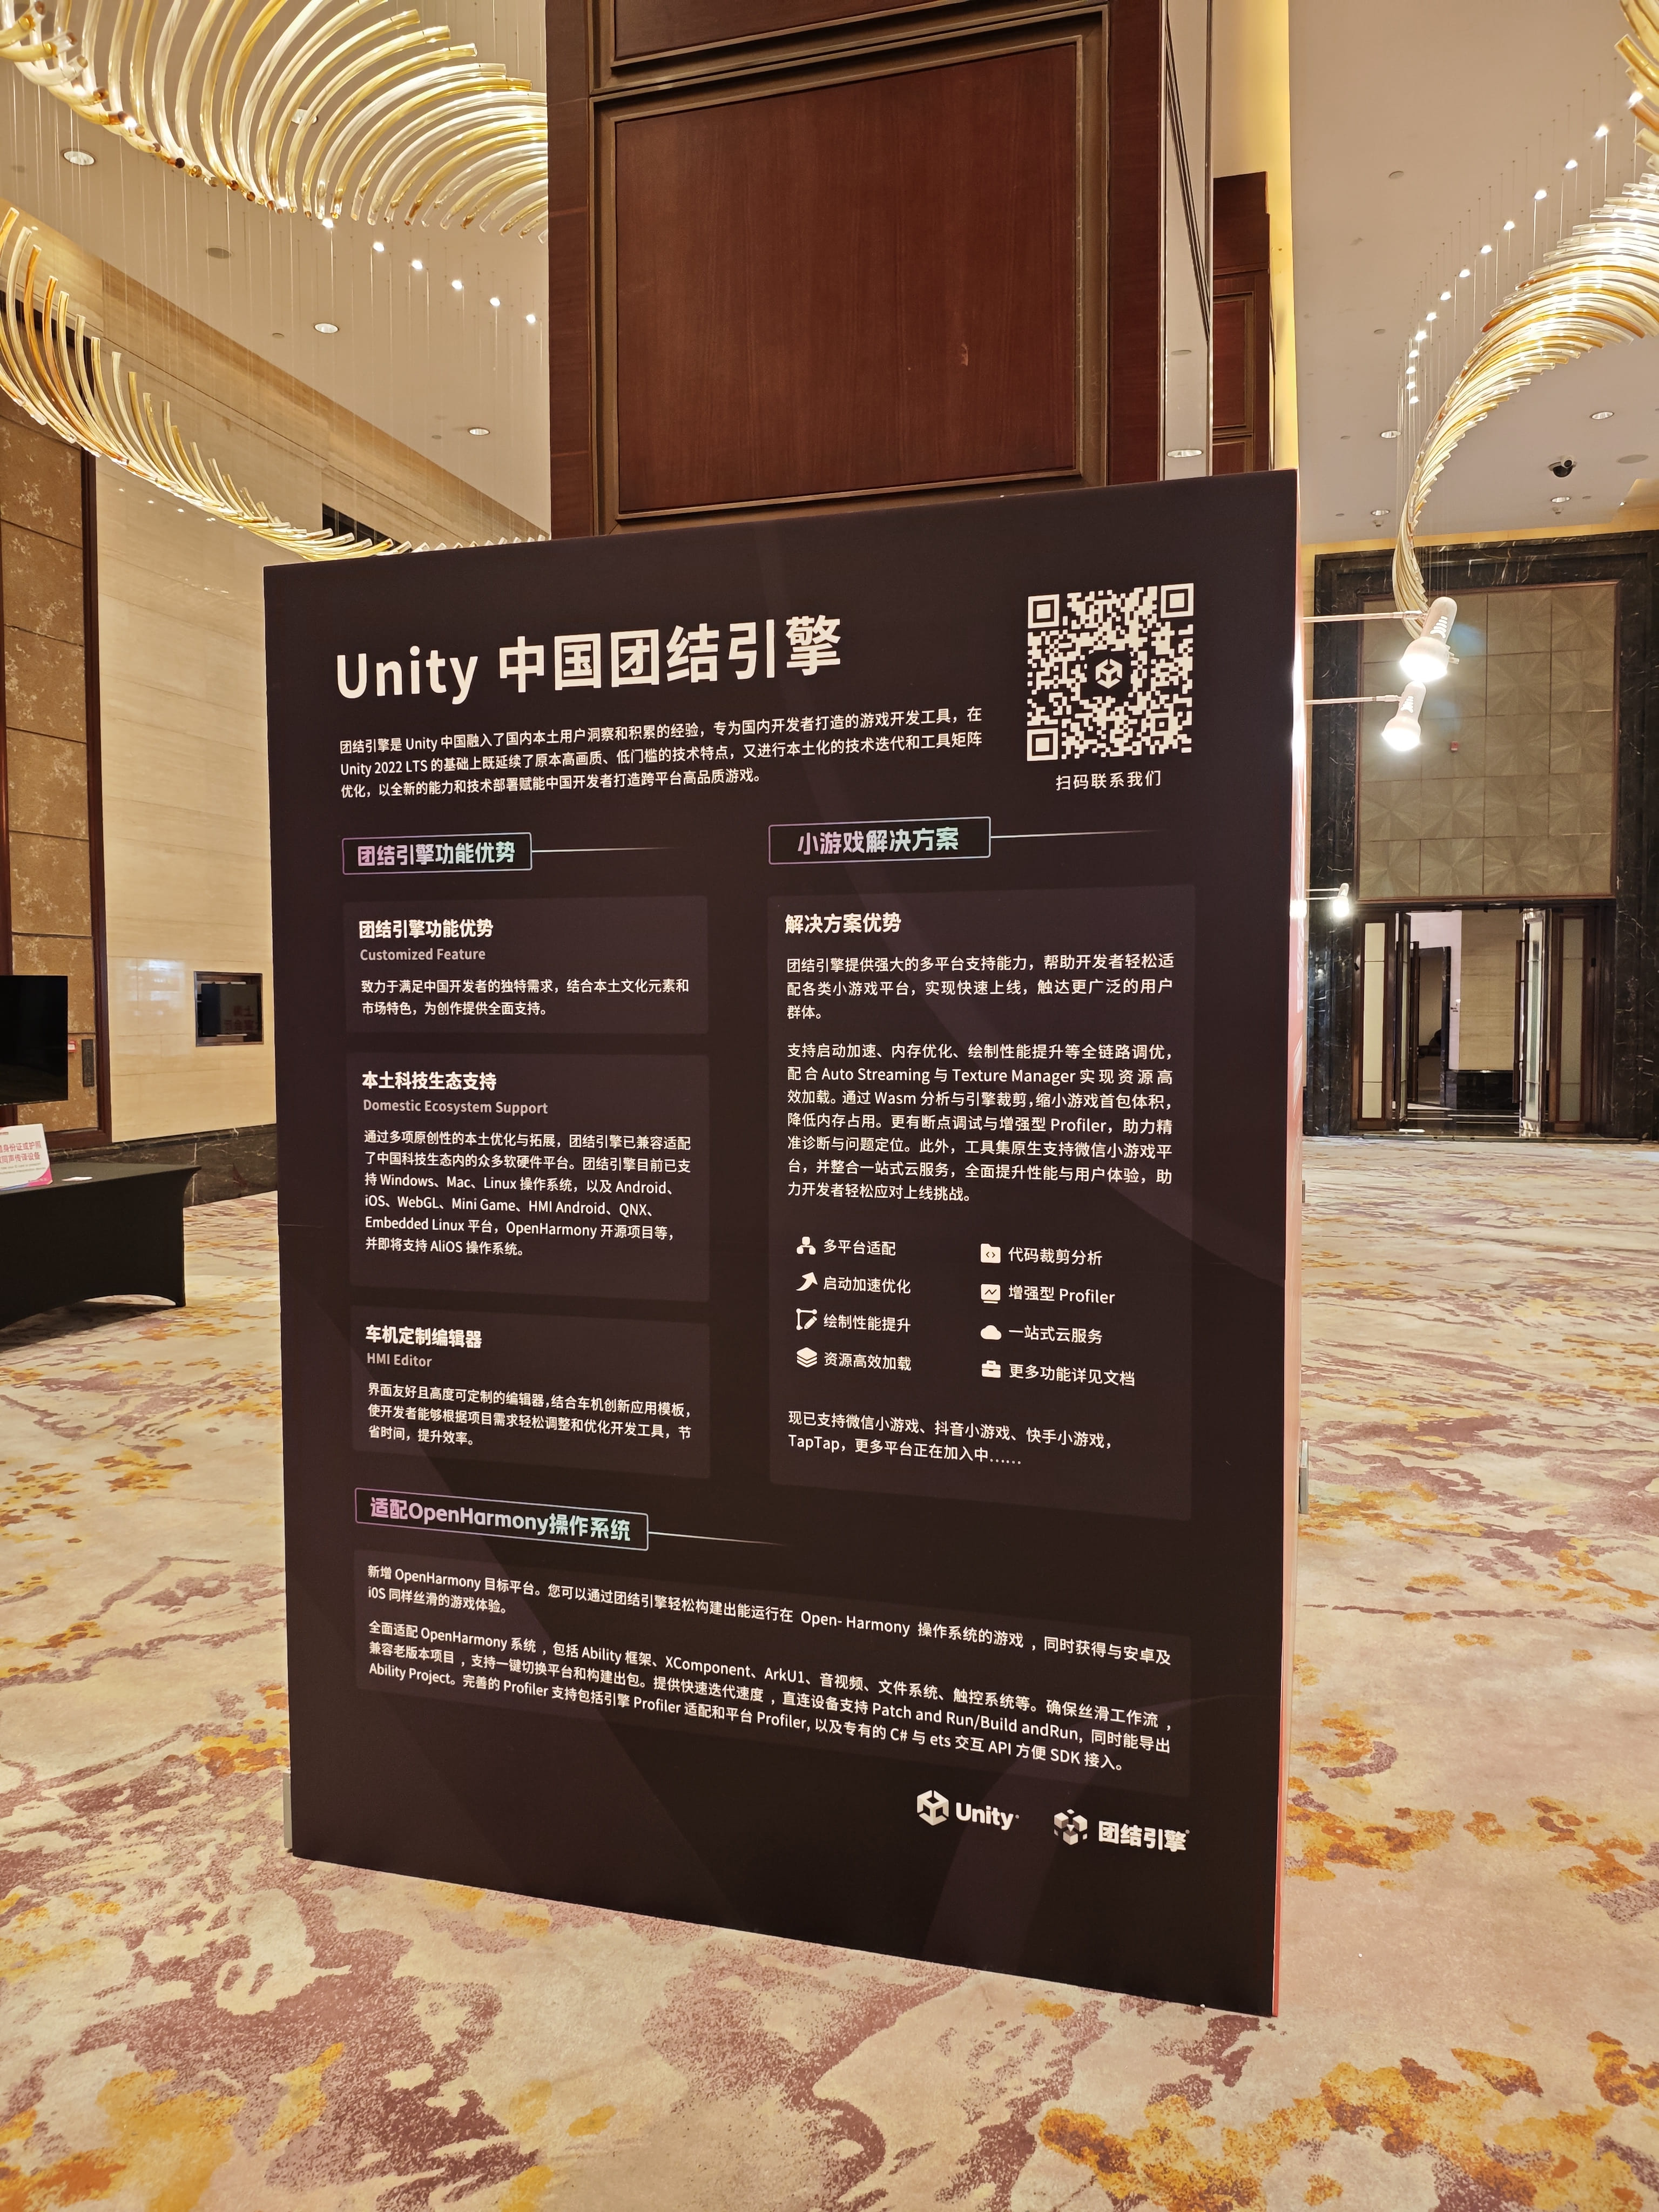 Unity 中国团结引擎
团结引擎是 Unity 中国融入了国内本土用户洞察和积累的经验，专为国内开发者打造的游戏开发工具，在
Unity 2022 LTS 的基础上既延续了原本高画质、低门槛的技术特点，又进行本土化的技术迭代和工具矩阵
优化，以全新的能力和技术部署赋能中国开发者打造跨平台高品质游戏。
扫码联系我们
团结引擎功能优势
团结引擎功能优势
Customized Feature
致力于满足中国开发者的独特需求，结合本土文化元素和
市场特色，为创作提供全面支持。
本土科技生态支持
Domestic Ecosystem Support
通过多项原创性的本土优化与拓展，团结引擎已兼容适配
了中国科技生态内的众多软硬件平台。团结引擎目前已支
持 Windows、Mac、Linux 操作系统，以及 Android、
iOS、WebGL、Mini Game、HMI Android、QNX、
Embedded Linux 平台，OpenHarmony 开源项目等，
并即将支持 AliOS 操作系统。
车机定制编辑器
HMI Editor
界面友好且高度可定制的编辑器,结合车机创新应用模板，
使开发者能够根据项目需求轻松调整和优化开发工具，节
省时间，提升效率。
小游戏解决方案
解决方案优势
团结引擎提供强大的多平台支持能力，帮助开发者轻松适
配各类小游戏平台，实现快速上线，触达更广泛的用户
群体。
支持启动加速、内存优化、绘制性能提升等全链路调优，
配合 Auto Streaming 与 Texture Manager 实现资源高
效加载。通过 Wasm 分析与引擎裁剪,缩小游戏首包体积，
降低内存占用。更有断点调试与增强型 Profiler，助力精
准诊断与问题定位。此外，工具集原生支持微信小游戏平
台，并整合一站式云服务，全面提升性能与用户体验，助
力开发者轻松应对上线挑战。
多平台适配
启动加速优化
绘制性能提升
资源高效加载
代码裁剪分析
增强型 Profiler
一站式云服务
更多功能详见文档
现已支持微信小游戏、抖音小游戏、快手小游戏，
TapTap，更多平台正在加入中……
适配OpenHarmony操作系统
新增 OpenHarmony 目标平台。您可以通过团结引擎轻松构建出能运行在 Open- Harmony 操作系统的游戏 ，同时获得与安卓及
iOS 同样丝滑的游戏体验。
全面适配 OpenHarmony 系统 ，包括 Ability 框架、XComponent、ArkU1、音视频、文件系统、触控系统等。确保丝滑工作流 ，
兼容老版本项目 ，支持一键切换平台和构建出包。提供快速迭代速度 ，直连设备支持 Patch and Run/Build andRun, 同时能导出
Ability Project。完善的 Profiler 支持包括引擎 Profiler 适配和平台 Profiler, 以及专有的 C# 与 ets 交互 API 方便 SDK 接入。
Unity
团结引擎
身份证或护照
同声传译设备